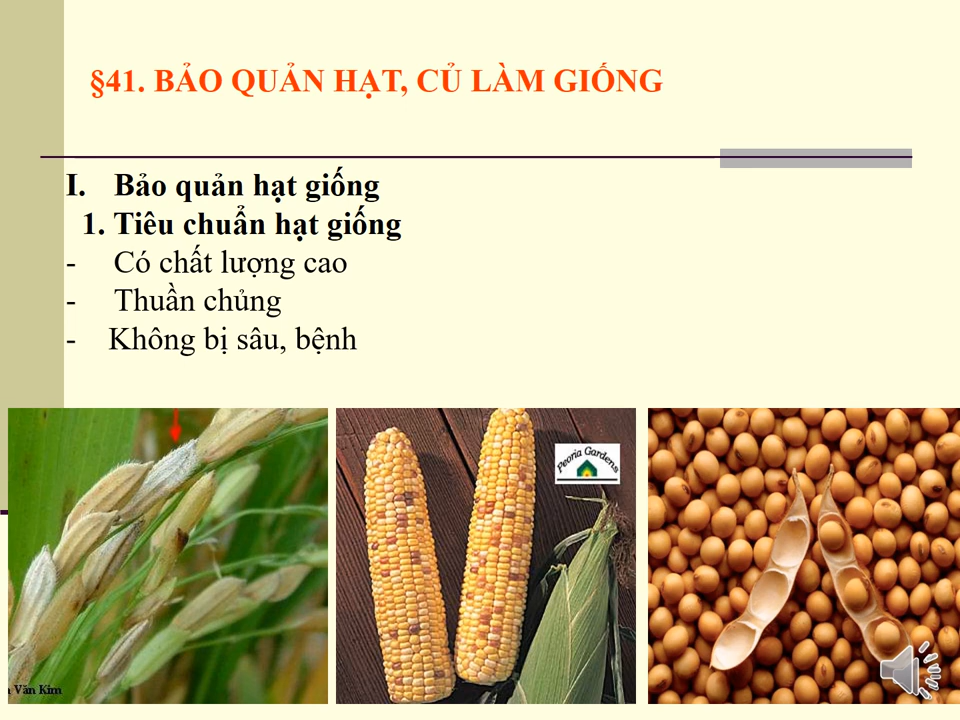 §41. BẢO QUẢN HẠT, CỦ LÀM GIỐNG
I. Bảo quản hạt giống
1. Tiêu chuẩn hạt giống
- Có chất lượng cao
- Thuần chủng
- Không bị sâu, bệnh
Peoria Gardens
Văn Kim